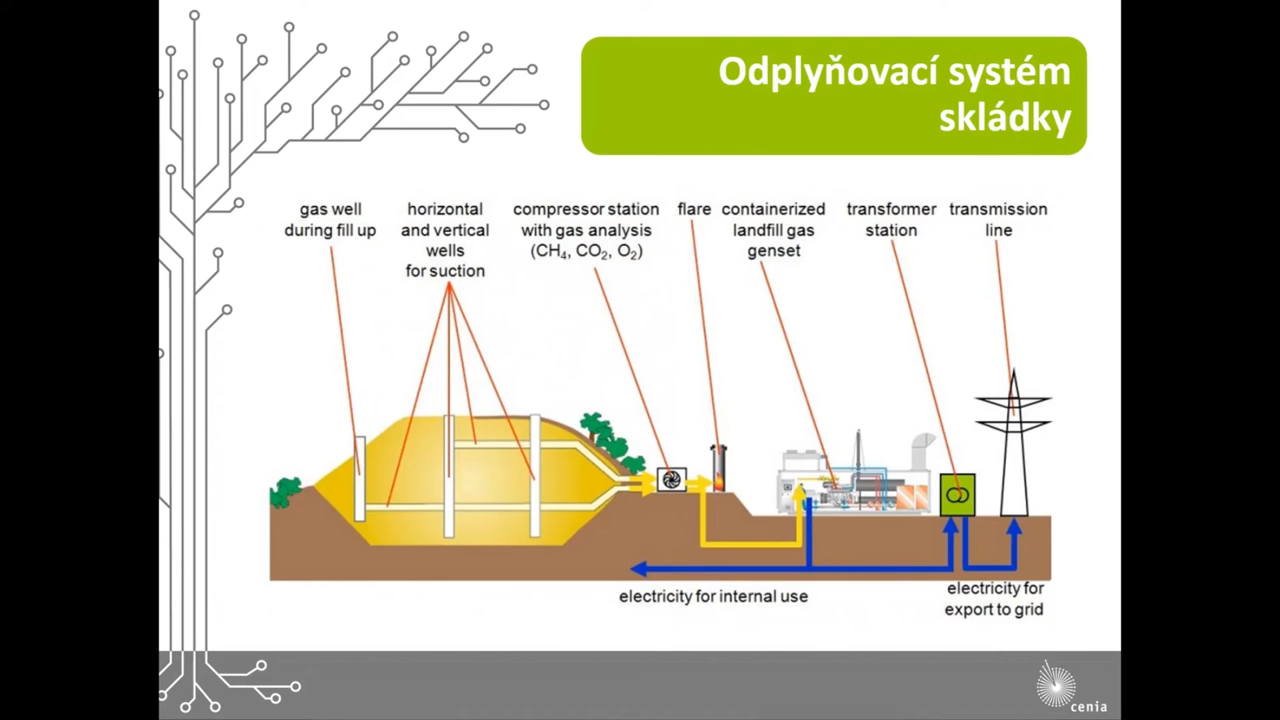 Odplyňovací systém
skládky
gas well
during fill up
horizontal
and vertical
wells
for suction
compressor station
with gas analysis
(CH₄, CO₂, O₂)
flare
containerized
landfill gas
genset
transformer
station
transmission
line
electricity for internal use
electricity for
export to grid
cenia